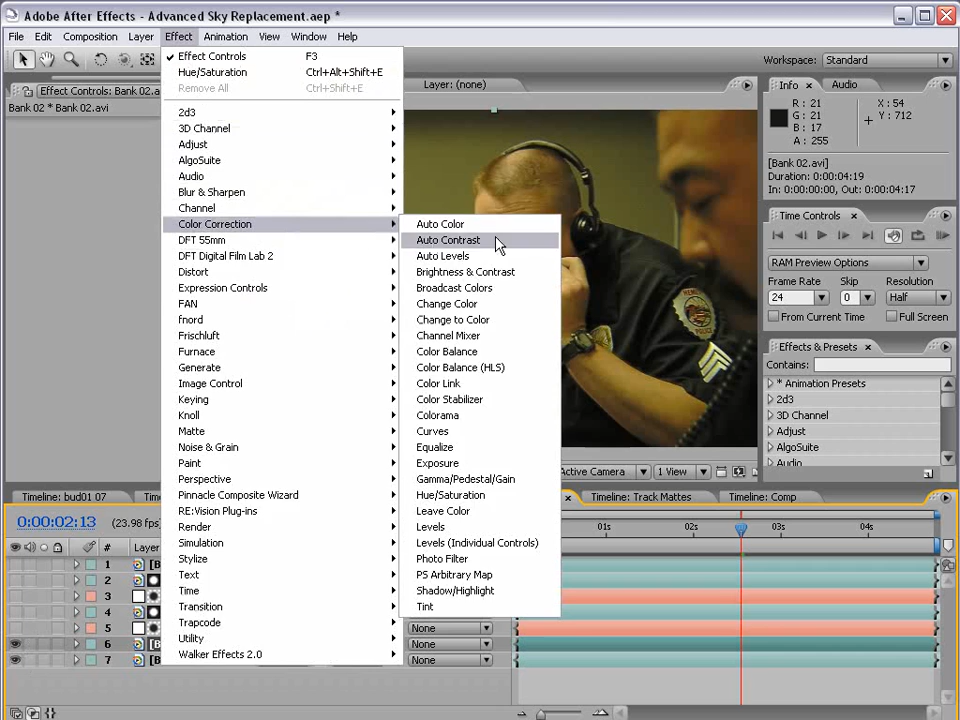 Adobe After Effects - Advanced Sky Replacement.aep *
File Edit Composition Layer Effect Animation View Window Help
Workspace: Standard
Effect Controls: Bank 02.a
Bank 02 * Bank 02.avi
Effect Controls F3
Hue/Saturation Ctrl+Alt+Shift+E
Remove All Ctrl+Shift+E
2d3
3D Channel
Adjust
AlgoSuite
Audio
Blur & Sharpen
Channel
Color Correction
DFT 55mm
DFT Digital Film Lab 2
Distort
Expression Controls
FAN
fnord
Frischluft
Furnace
Generate
Image Control
Keying
Knoll
Matte
Noise & Grain
Paint
Perspective
Pinnacle Composite Wizard
RE:Vision Plug-ins
Render
Simulation
Stylize
Text
Time
Transition
Trapcode
Utility
Walker Effects 2.0
Auto Color
Auto Contrast
Auto Levels
Brightness & Contrast
Broadcast Colors
Change Color
Change to Color
Channel Mixer
Color Balance
Color Balance (HLS)
Color Link
Color Stabilizer
Colorama
Curves
Equalize
Exposure
Gamma/Pedestal/Gain
Hue/Saturation
Leave Color
Levels
Levels (Individual Controls)
Photo Filter
PS Arbitrary Map
Shadow/Highlight
Tint
Layer: (none)
Info Audio
R: 21 X: 54
G: 21 Y: 712
B: 17
A: 255
[Bank 02.avi]
Duration: 0:00:04:19
In: 0:00:00:00, Out: 0:00:04:17
Time Controls
RAM Preview Options
Frame Rate Skip Resolution
24 0 Half
From Current Time Full Screen
Effects & Presets
Contains:
* Animation Presets
2d3
3D Channel
Adjust
AlgoSuite
Audio
Active Camera 1 View
Timeline: bud01 07
Timeline: Track Mattes
Timeline: Comp
0:00:02:13 (23.98 fps)
# Layer
01s 02s 03s 04s
1
2
3
4
5 None
6 None
7 None